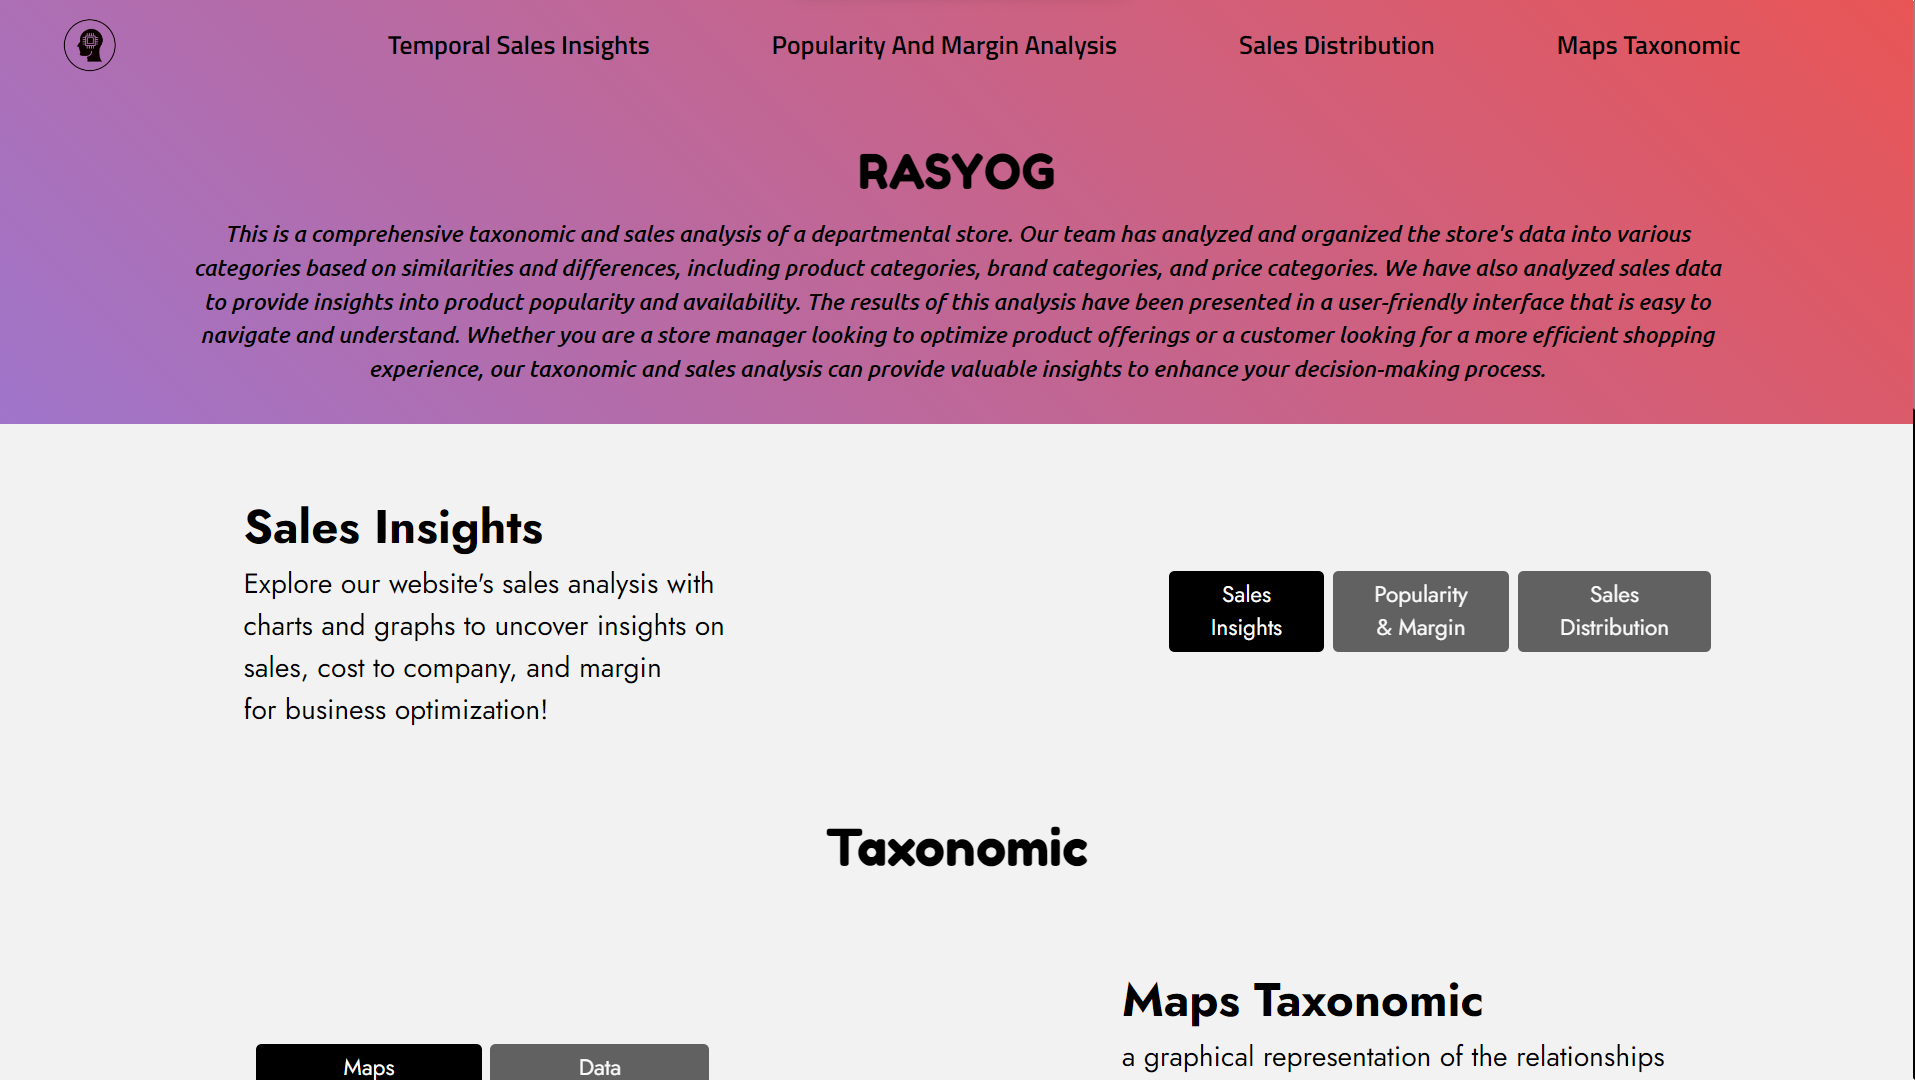 Temporal Sales Insights
Popularity And Margin Analysis
Sales Distribution
Maps Taxonomic
RASYOG
This is a comprehensive taxonomic and sales analysis of a departmental store. Our team has analyzed and organized the store's data into various
categories based on similarities and differences, including product categories, brand categories, and price categories. We have also analyzed sales data
to provide insights into product popularity and availability. The results of this analysis have been presented in a user-friendly interface that is easy to
navigate and understand. Whether you are a store manager looking to optimize product offerings or a customer looking for a more efficient shopping
experience, our taxonomic and sales analysis can provide valuable insights to enhance your decision-making process.
Sales Insights
Explore our website's sales analysis with
charts and graphs to uncover insights on
sales, cost to company, and margin
for business optimization!
Sales
Insights
Popularity
& Margin
Sales
Distribution
Taxonomic
Maps Taxonomic
a graphical representation of the relationships
Maps
Data